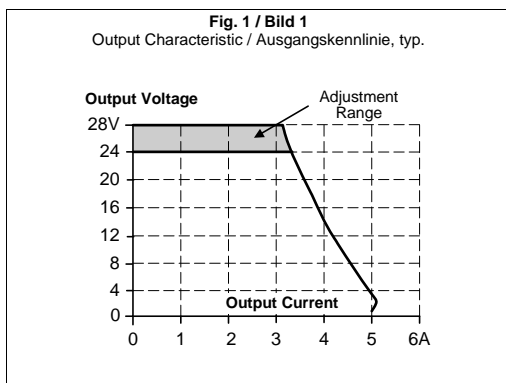 Fig. 1 / Bild 1
Output Characteristic / Ausgangskennlinie, typ.
Output Voltage
Adjustment
Range
28V
24
20
16
12
8
4
0
Output Current
0 1 2 3 4 5 6A